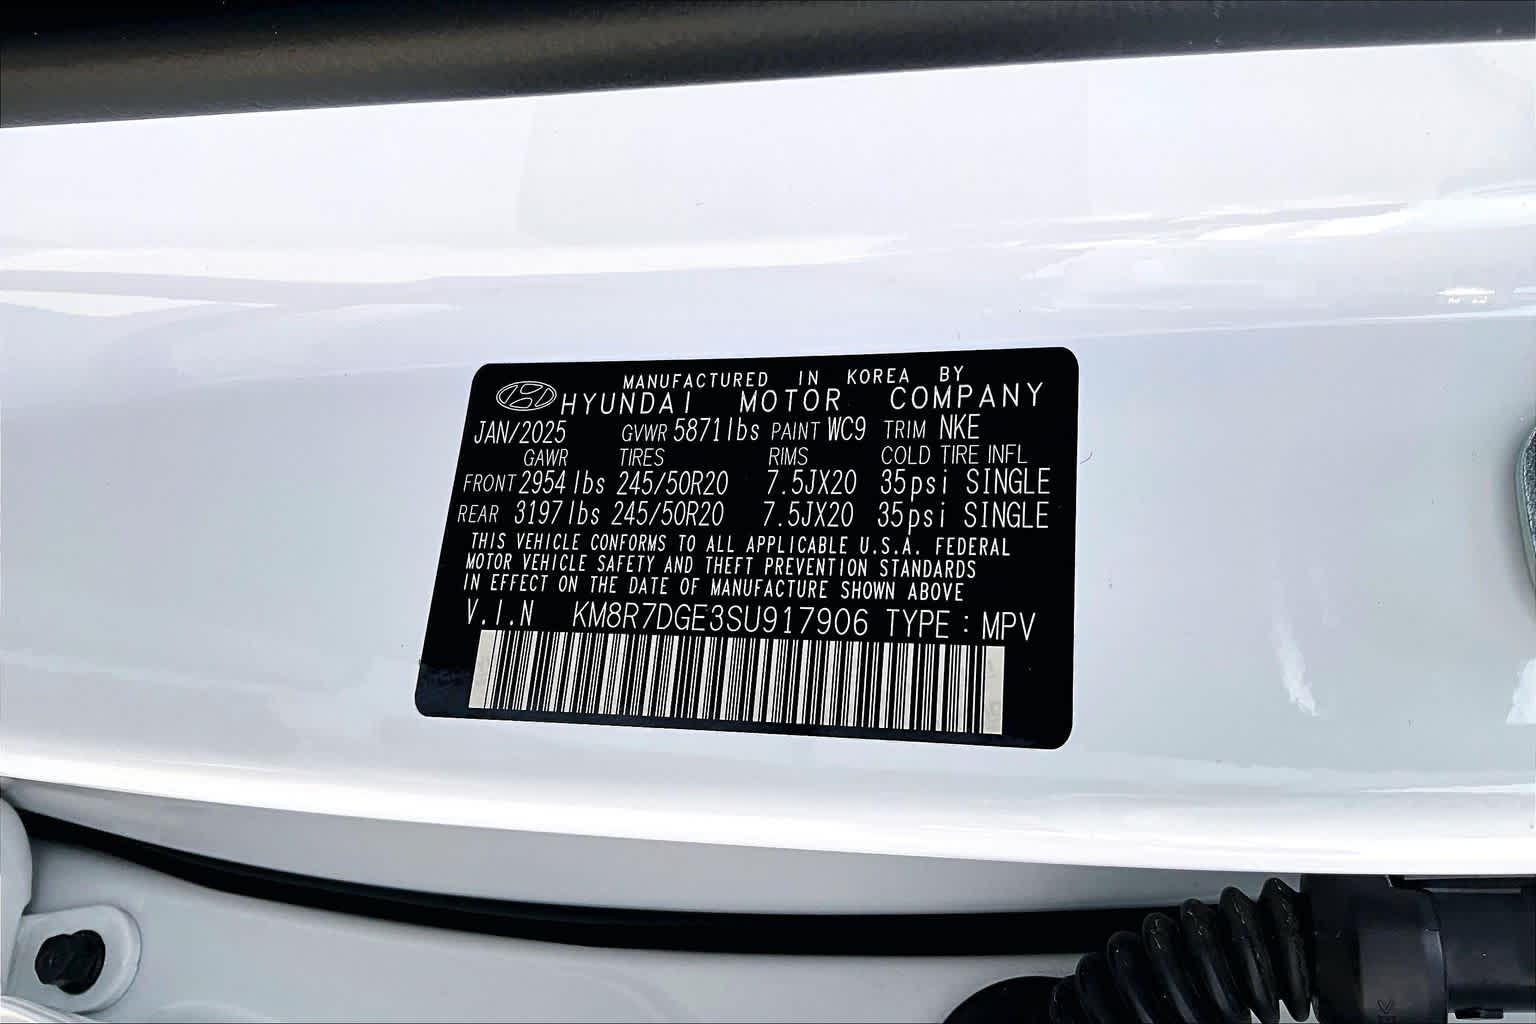 MANUFACTURED IN KOREA BY
HYUNDAI MOTOR COMPANY
JAN/2025 GVWR 5871lbs PAINT WC9 TRIM NKE
GAWR TIRES RIMS COLD TIRE INFL
FRONT 2954 lbs 245/50R20 7.5JX20 35psi SINGLE
REAR 3197lbs 245/50R20 7.5JX20 35psi SINGLE
THIS VEHICLE CONFORMS TO ALL APPLICABLE U.S.A. FEDERAL
MOTOR VEHICLE SAFETY AND THEFT PREVENTION STANDARDS
IN EFFECT ON THE DATE OF MANUFACTURE SHOWN ABOVE
V.I.N KM8R7DGE3SU917906 TYPE : MPV